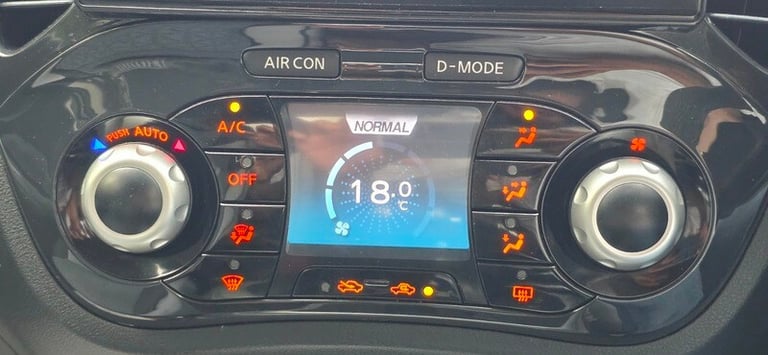 AIR CON
D-MODE
PUSH AUTO
A/C
NORMAL
OFF
18.0
°C